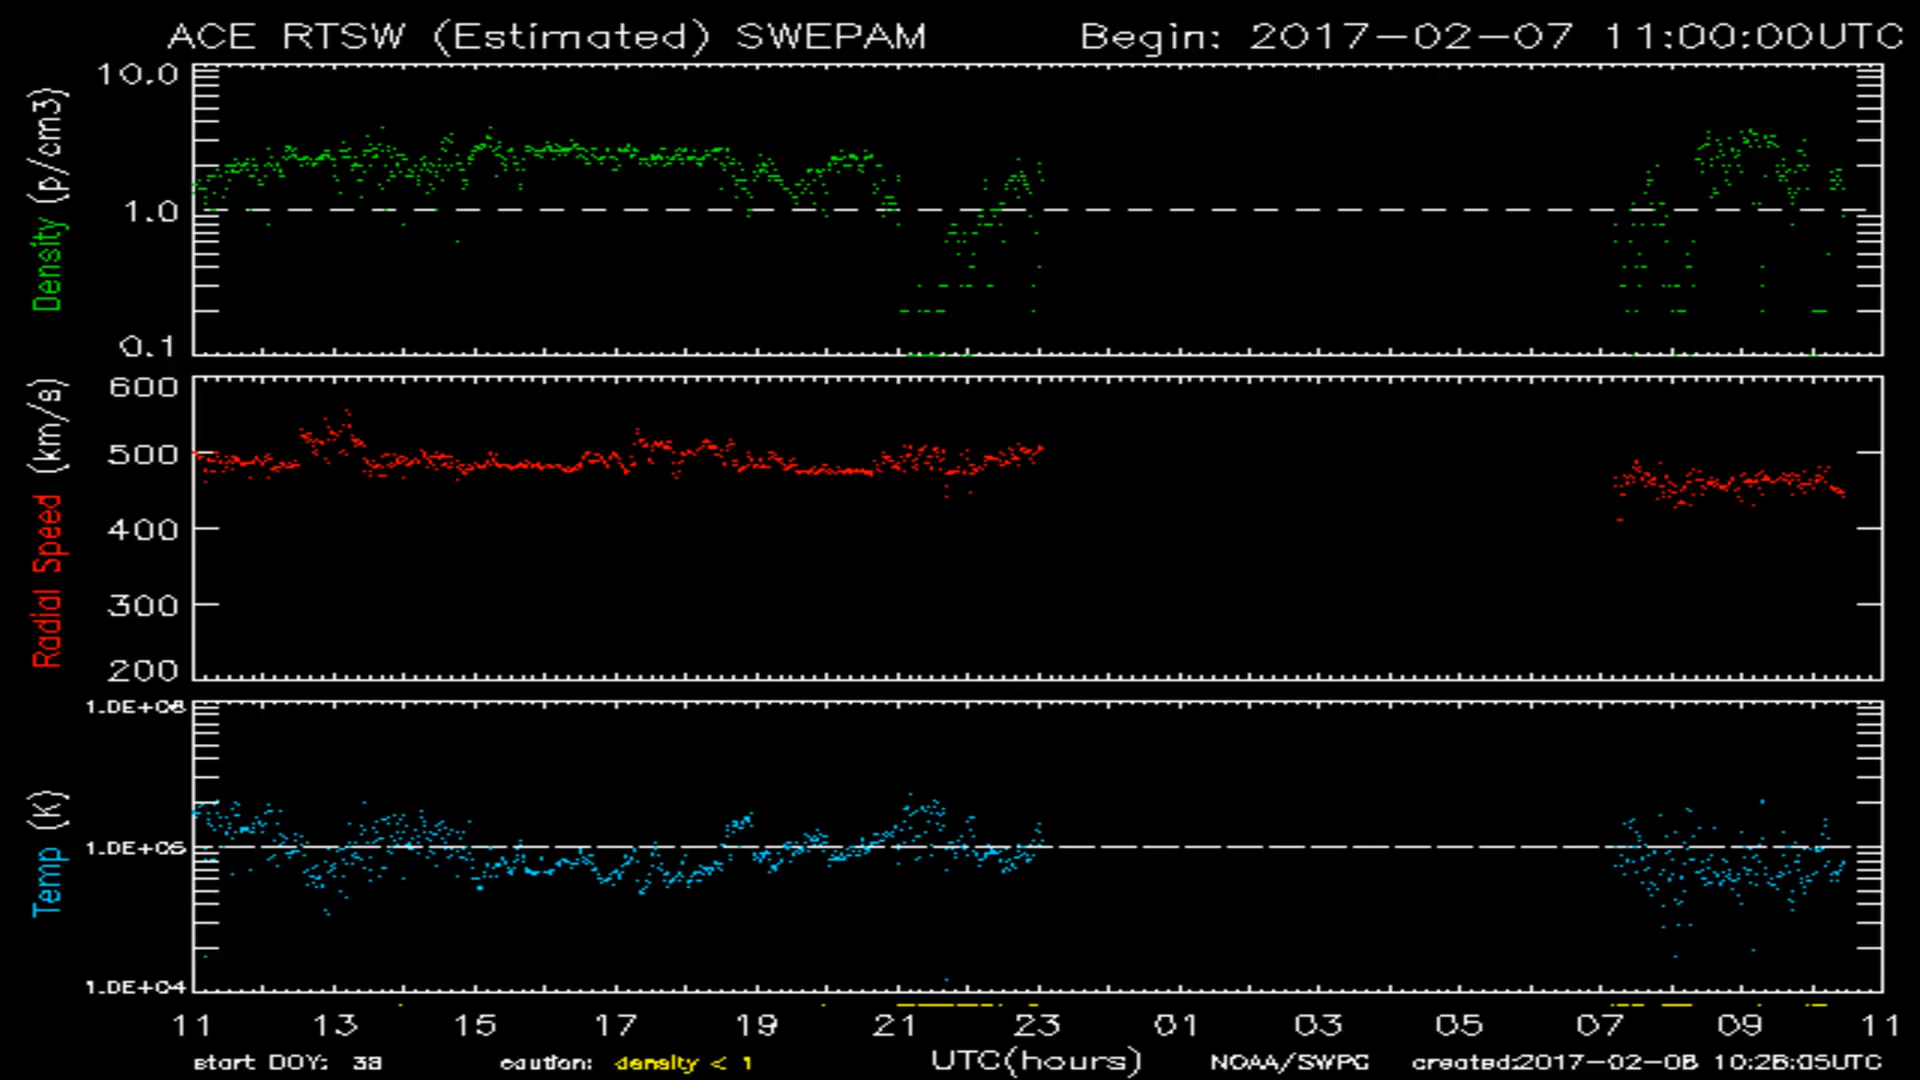 ACE RTSW (Estimated) SWEPAM Begin: 2017-02-07 11:00:00UTC
Density (p/cm3)
10.0
1.0
0.1
Radial Speed (km/s)
600
500
400
300
200
Temp (K)
1.0E+06
1.0E+05
1.0E+04
11 13 15 17 19 21 23 01 03 05 07 09 11
start DOY: 38 caution: density < 1 UTC(hours) NOAA/SWPC created:2017-02-08 10:26:05UTC